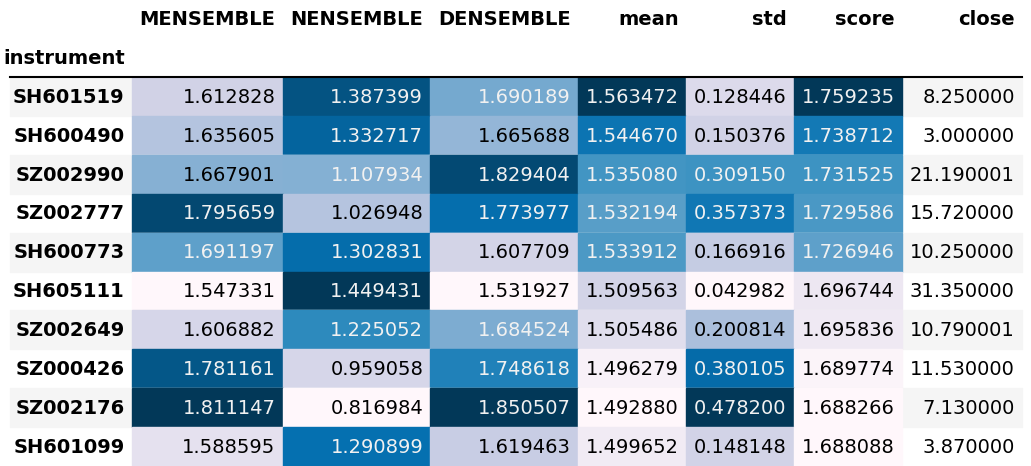 MENSEMBLE NENSEMBLE DENSEMBLE mean std score close
instrument
SH601519 1.612828 1.387399 1.690189 1.563472 0.128446 1.759235 8.250000
SH600490 1.635605 1.332717 1.665688 1.544670 0.150376 1.738712 3.000000
SZ002990 1.667901 1.107934 1.829404 1.535080 0.309150 1.731525 21.190001
SZ002777 1.795659 1.026948 1.773977 1.532194 0.357373 1.729586 15.720000
SH600773 1.691197 1.302831 1.607709 1.533912 0.166916 1.726946 10.250000
SH605111 1.547331 1.449431 1.531927 1.509563 0.042982 1.696744 31.350000
SZ002649 1.606882 1.225052 1.684524 1.505486 0.200814 1.695836 10.790001
SZ000426 1.781161 0.959058 1.748618 1.496279 0.380105 1.689774 11.530000
SZ002176 1.811147 0.816984 1.850507 1.492880 0.478200 1.688266 7.130000
SH601099 1.588595 1.290899 1.619463 1.499652 0.148148 1.688088 3.870000